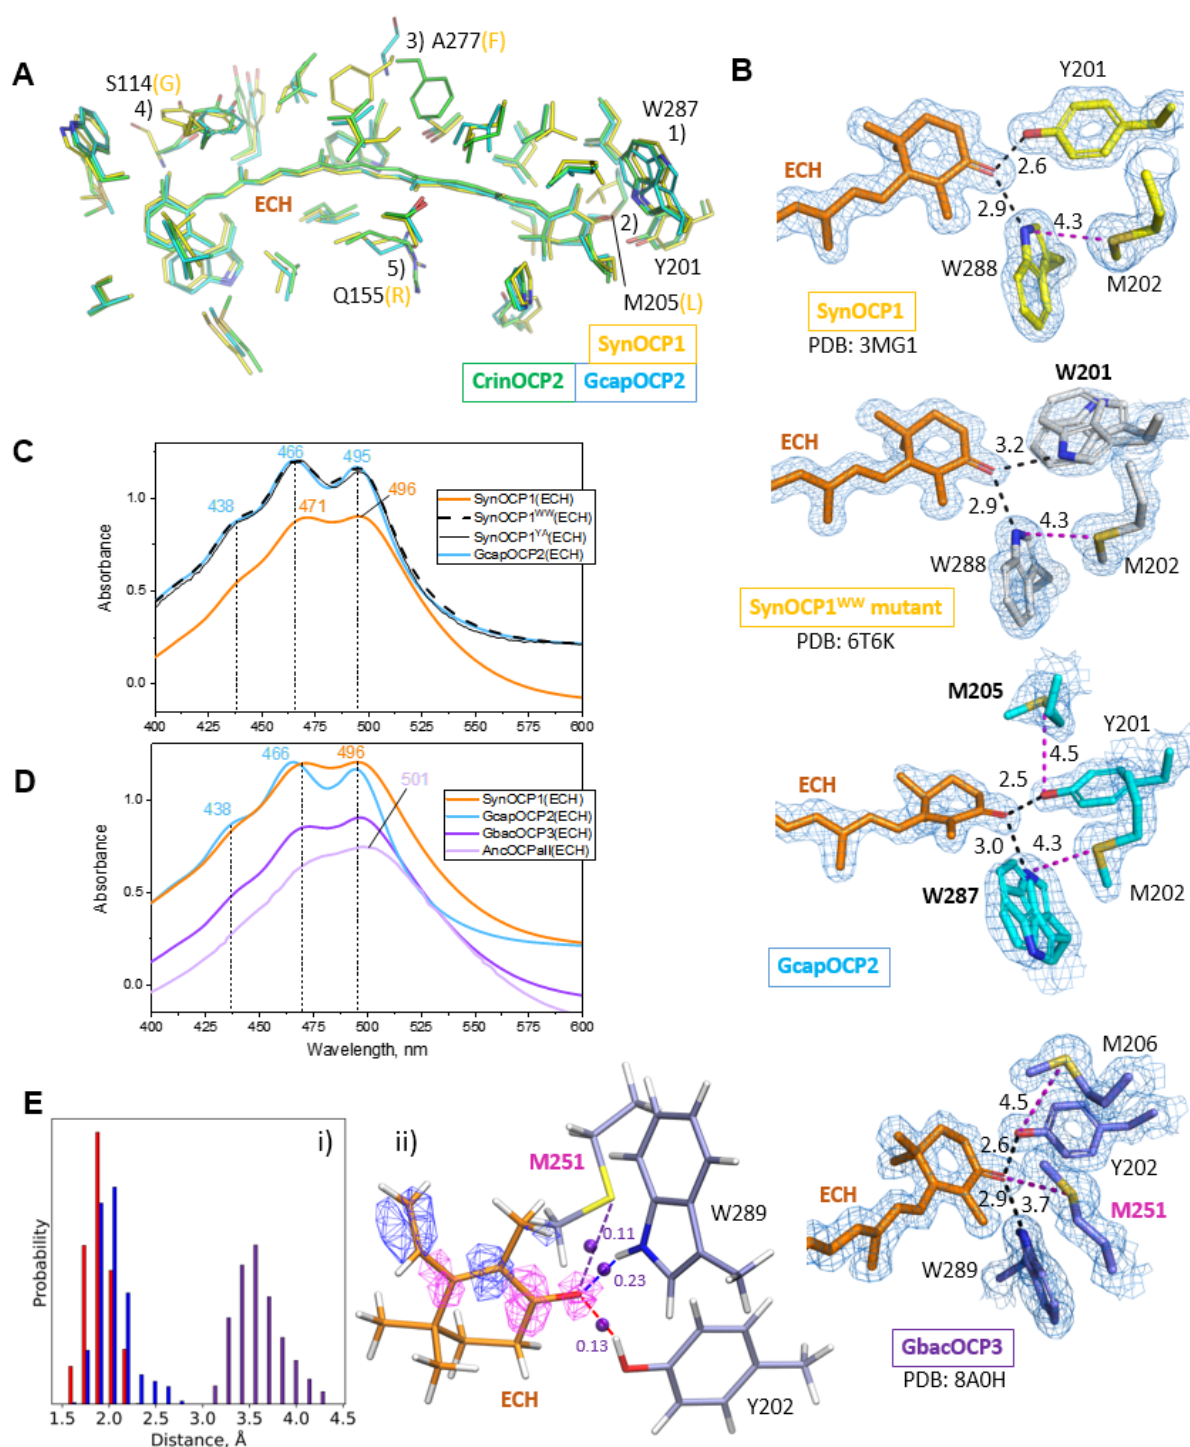 A
S114(G)
4)
3) A277(F)
W287
1)
ECH
2)
5)
Q155(R)
Y201
M205(L)
SynOCP1
CrinOCP2
GcapOCP2
B
Y201
ECH
2.6
2.9
4.3
W288
M202
SynOCP1
PDB: 3MG1
W201
ECH
3.2
2.9
4.3
W288
M202
SynOCP1WW mutant
PDB: 6T6K
M205
Y201
4.5
ECH
2.5
3.0
4.3
W287
M202
GcapOCP2
M206
4.5
2.6
Y202
ECH
2.9
3.7
M251
W289
GbacOCP3
PDB: 8A0H
C
466
495
438
471
496
SynOCP1(ECH)
SynOCP1WW(ECH)
SynOCP1YA(ECH)
GcapOCP2(ECH)
Absorbance
1.0
0.5
0.0
400 425 450 475 500 525 550 575 600
D
466
496
501
438
SynOCP1(ECH)
GcapOCP2(ECH)
GbacOCP3(ECH)
AncOCPall(ECH)
Absorbance
1.0
0.5
0.0
400 425 450 475 500 525 550 575 600
Wavelength, nm
E
i)
Probability
1.5 2.0 2.5 3.0 3.5 4.0 4.5
Distance, Å
ii)
M251
W289
0.11
0.23
0.13
ECH
Y202